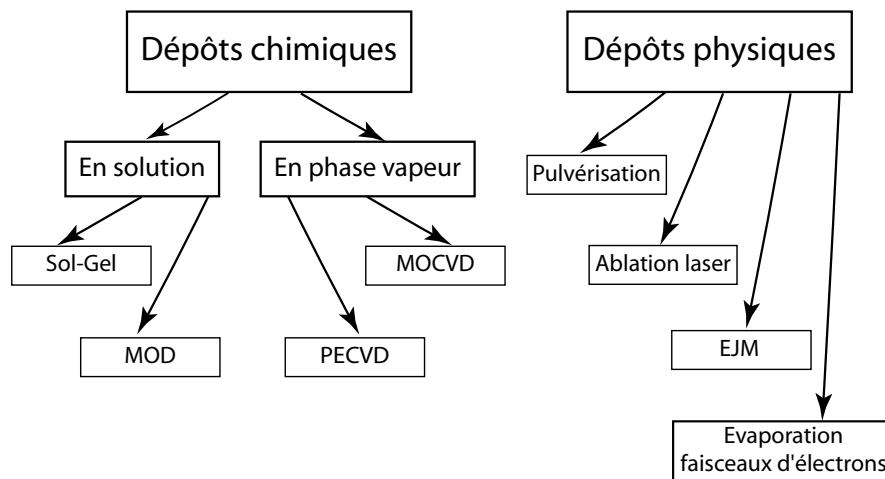 Dépôts chimiques
Dépôts physiques
En solution
En phase vapeur
Pulvérisation
Sol-Gel
MOCVD
Ablation laser
MOD
PECVD
EJM
Evaporation
faisceaux d'électrons